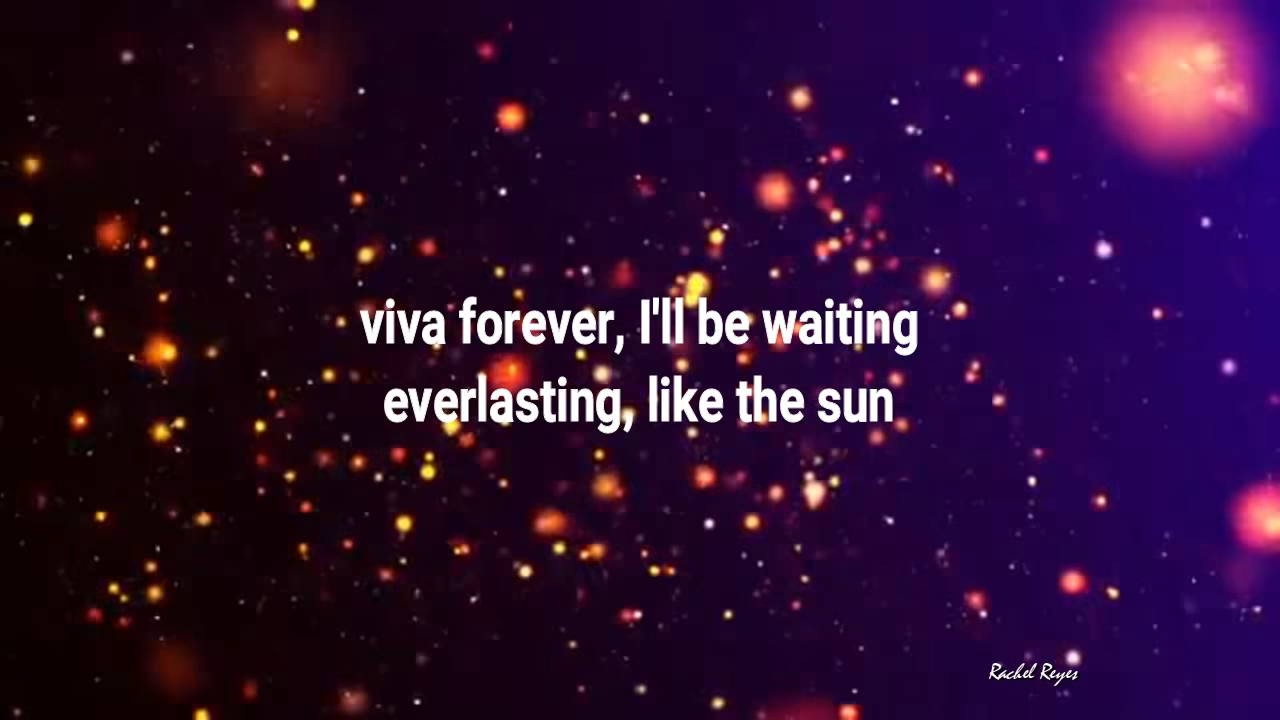 viva forever, I'll be waiting
everlasting, like the sun
Rachel Reyes